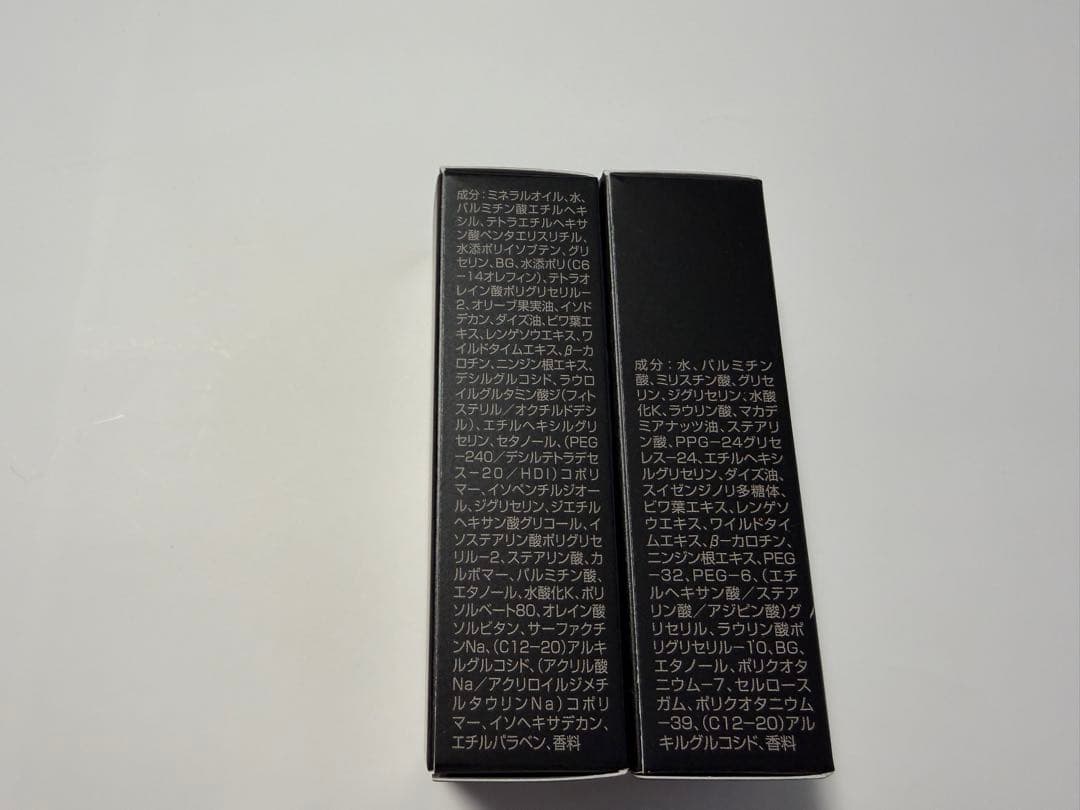 成分:ミネラルオイル、水、
パルミチン酸エチルヘキ
シル、テトラエチルヘキサ
ン酸ペンタエリスリチル、
水添ポリイソブテン、グリ
セリン、BG、水添ポリ(C6
-14オレフィン)、テトラオ
レイン酸ポリグリセリル-
2、オリーブ果実油、イソド
デカン、ダイズ油、ビワ葉エ
キス、レンゲソウエキス、ワ
イルドタイムエキス、β-カ
ロチン、ニンジン根エキス、
デシルグルコシド、ラウロ
イルグルタミン酸ジ(フィト
ステリル/オクチルドデシ
ル)、エチルヘキシルグリ
セリン、セタノール、(PEG
-240/デシルテトラデセ
ス-20/HDI)コポリ
マー、イソペンチルジオー
ル、ジグリセリン、ジエチル
ヘキサン酸グリコール、イ
ソステアリン酸ポリグリセ
リル-2、ステアリン酸、カ
ルボマー、パルミチン酸、
エタノール、水酸化K、ポリ
ソルベート80、オレイン酸
ソルビタン、サーファクチ
ンNa、(C12-20)アルキ
ルグルコシド、(アクリル酸
Na/アクリロイルジメチ
ルタウリンNa)コポリ
マー、イソヘキサデカン、
エチルパラベン、香料
成分:水、パルミチン
酸、ミリスチン酸、グリセ
リン、ジグリセリン、水酸
化K、ラウリン酸、マカデ
ミアナッツ油、ステアリ
ン酸、PPG-24グリセ
レス-24、エチルヘキシ
ルグリセリン、ダイズ油、
スイゼンジノリ多糖体、
ビワ葉エキス、レンゲソ
ウエキス、ワイルドタイ
ムエキス、β-カロチン、
ニンジン根エキス、PEG
-32、PEG-6、(エチ
ルヘキサン酸/ステア
リン酸/アジピン酸)グ
リセリル、ラウリン酸ポ
リグリセリル-10、BG、
エタノール、ポリクオタ
ニウム-7、セルロース
ガム、ポリクオタニウム
-39、(C12-20)アル
キルグルコシド、香料